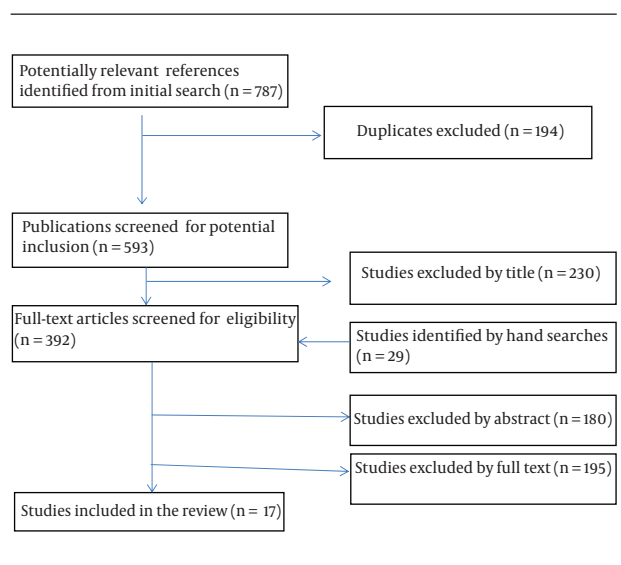 Potentially relevant references
identified from initial search (n = 787)
Duplicates excluded (n = 194)
Publications screened for potential
inclusion (n = 593)
Studies excluded by title (n = 230)
Full-text articles screened for eligibility
(n = 392)
Studies identified by hand searches
(n = 29)
Studies excluded by abstract (n = 180)
Studies excluded by full text (n = 195)
Studies included in the review (n = 17)